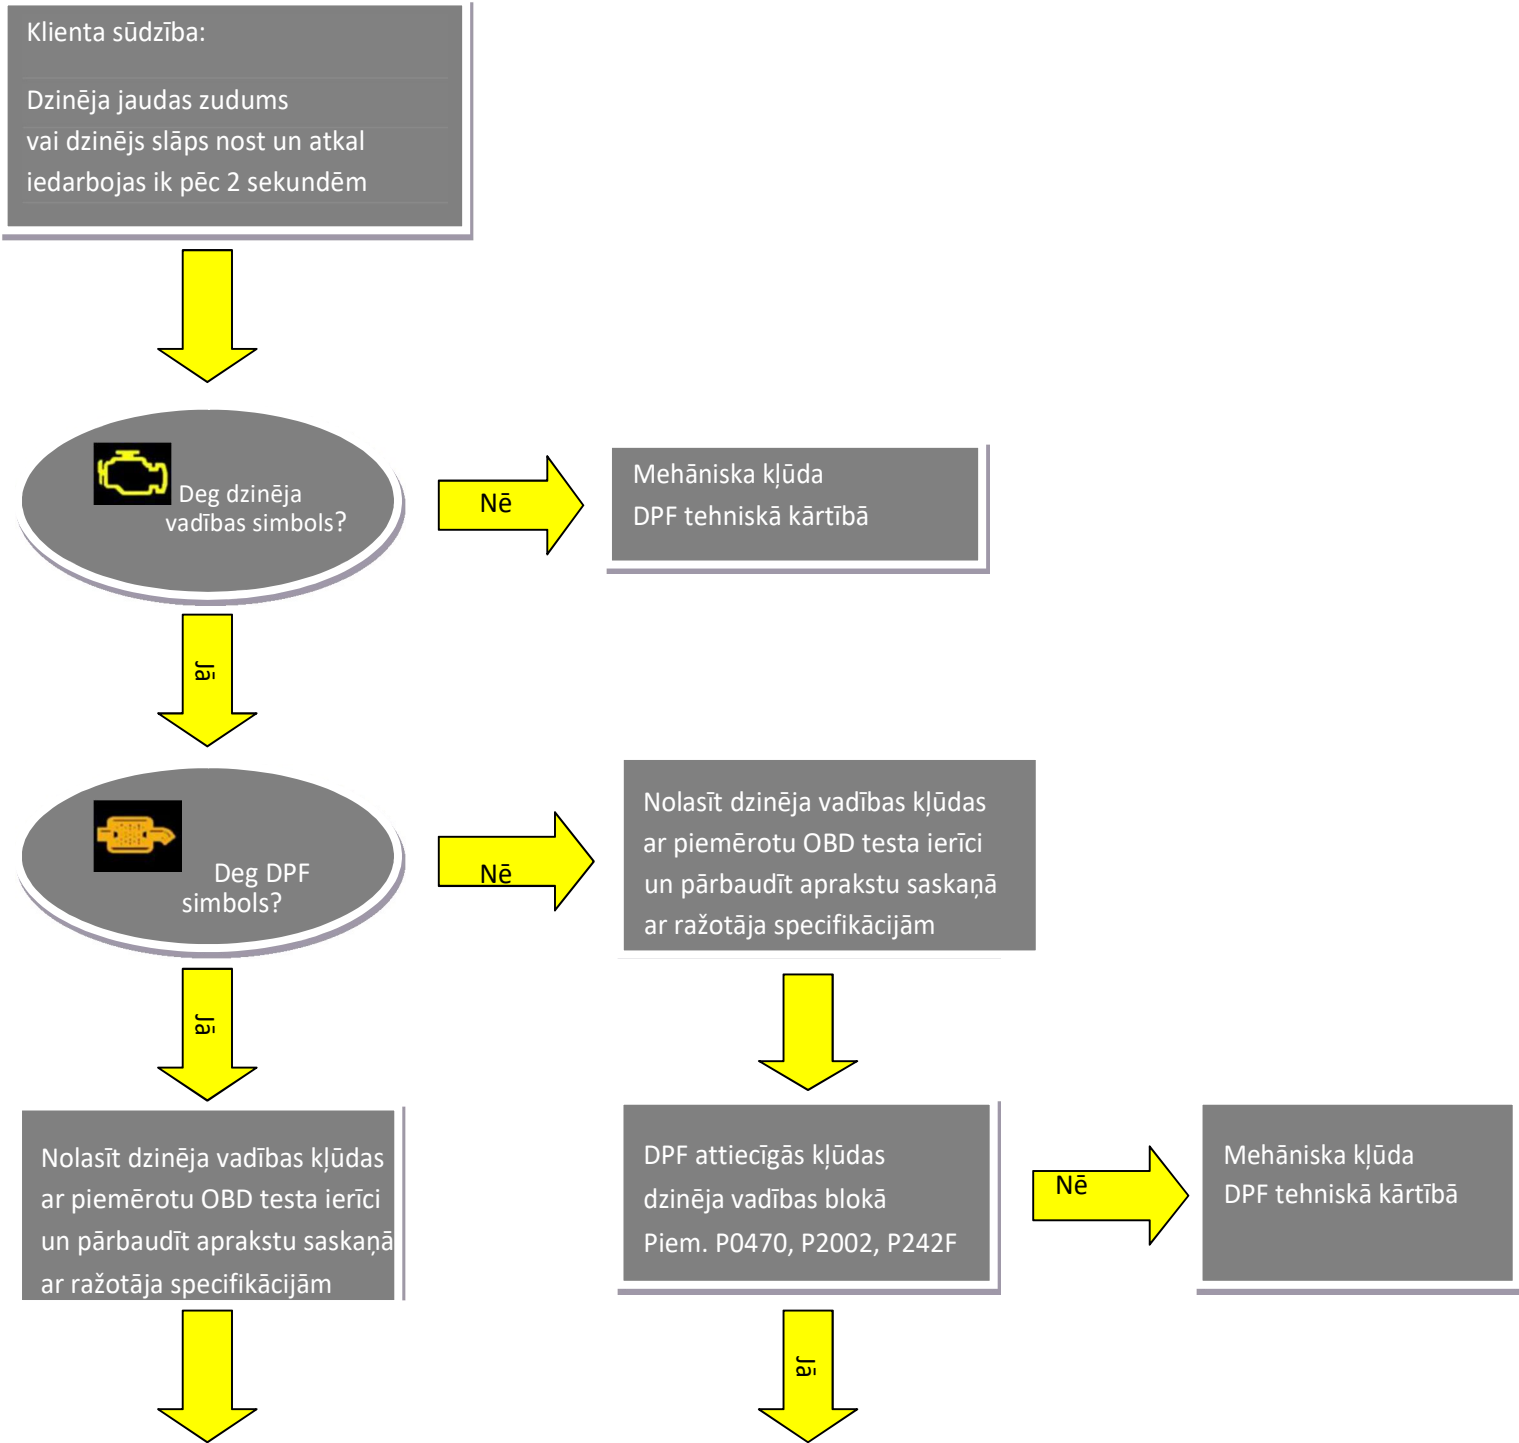 Klienta sūdzība:
Dzinēja jaudas zudums
vai dzinējs slāps nost un atkal
iedarbojas ik pēc 2 sekundēm
Deg dzinēja
vadības simbols?
Nē
Mehāniska kļūda
DPF tehniskā kārtībā
Jā
Deg DPF
simbols?
Nē
Nolasīt dzinēja vadības kļūdas
ar piemērotu OBD testa ierīci
un pārbaudīt aprakstu saskaņā
ar ražotāja specifikācijām
Jā
Nolasīt dzinēja vadības kļūdas
ar piemērotu OBD testa ierīci
un pārbaudīt aprakstu saskaņā
ar ražotāja specifikācijām
DPF attiecīgās kļūdas
dzinēja vadības blokā
Piem. P0470, P2002, P242F
Nē
Mehāniska kļūda
DPF tehniskā kārtībā
Jā